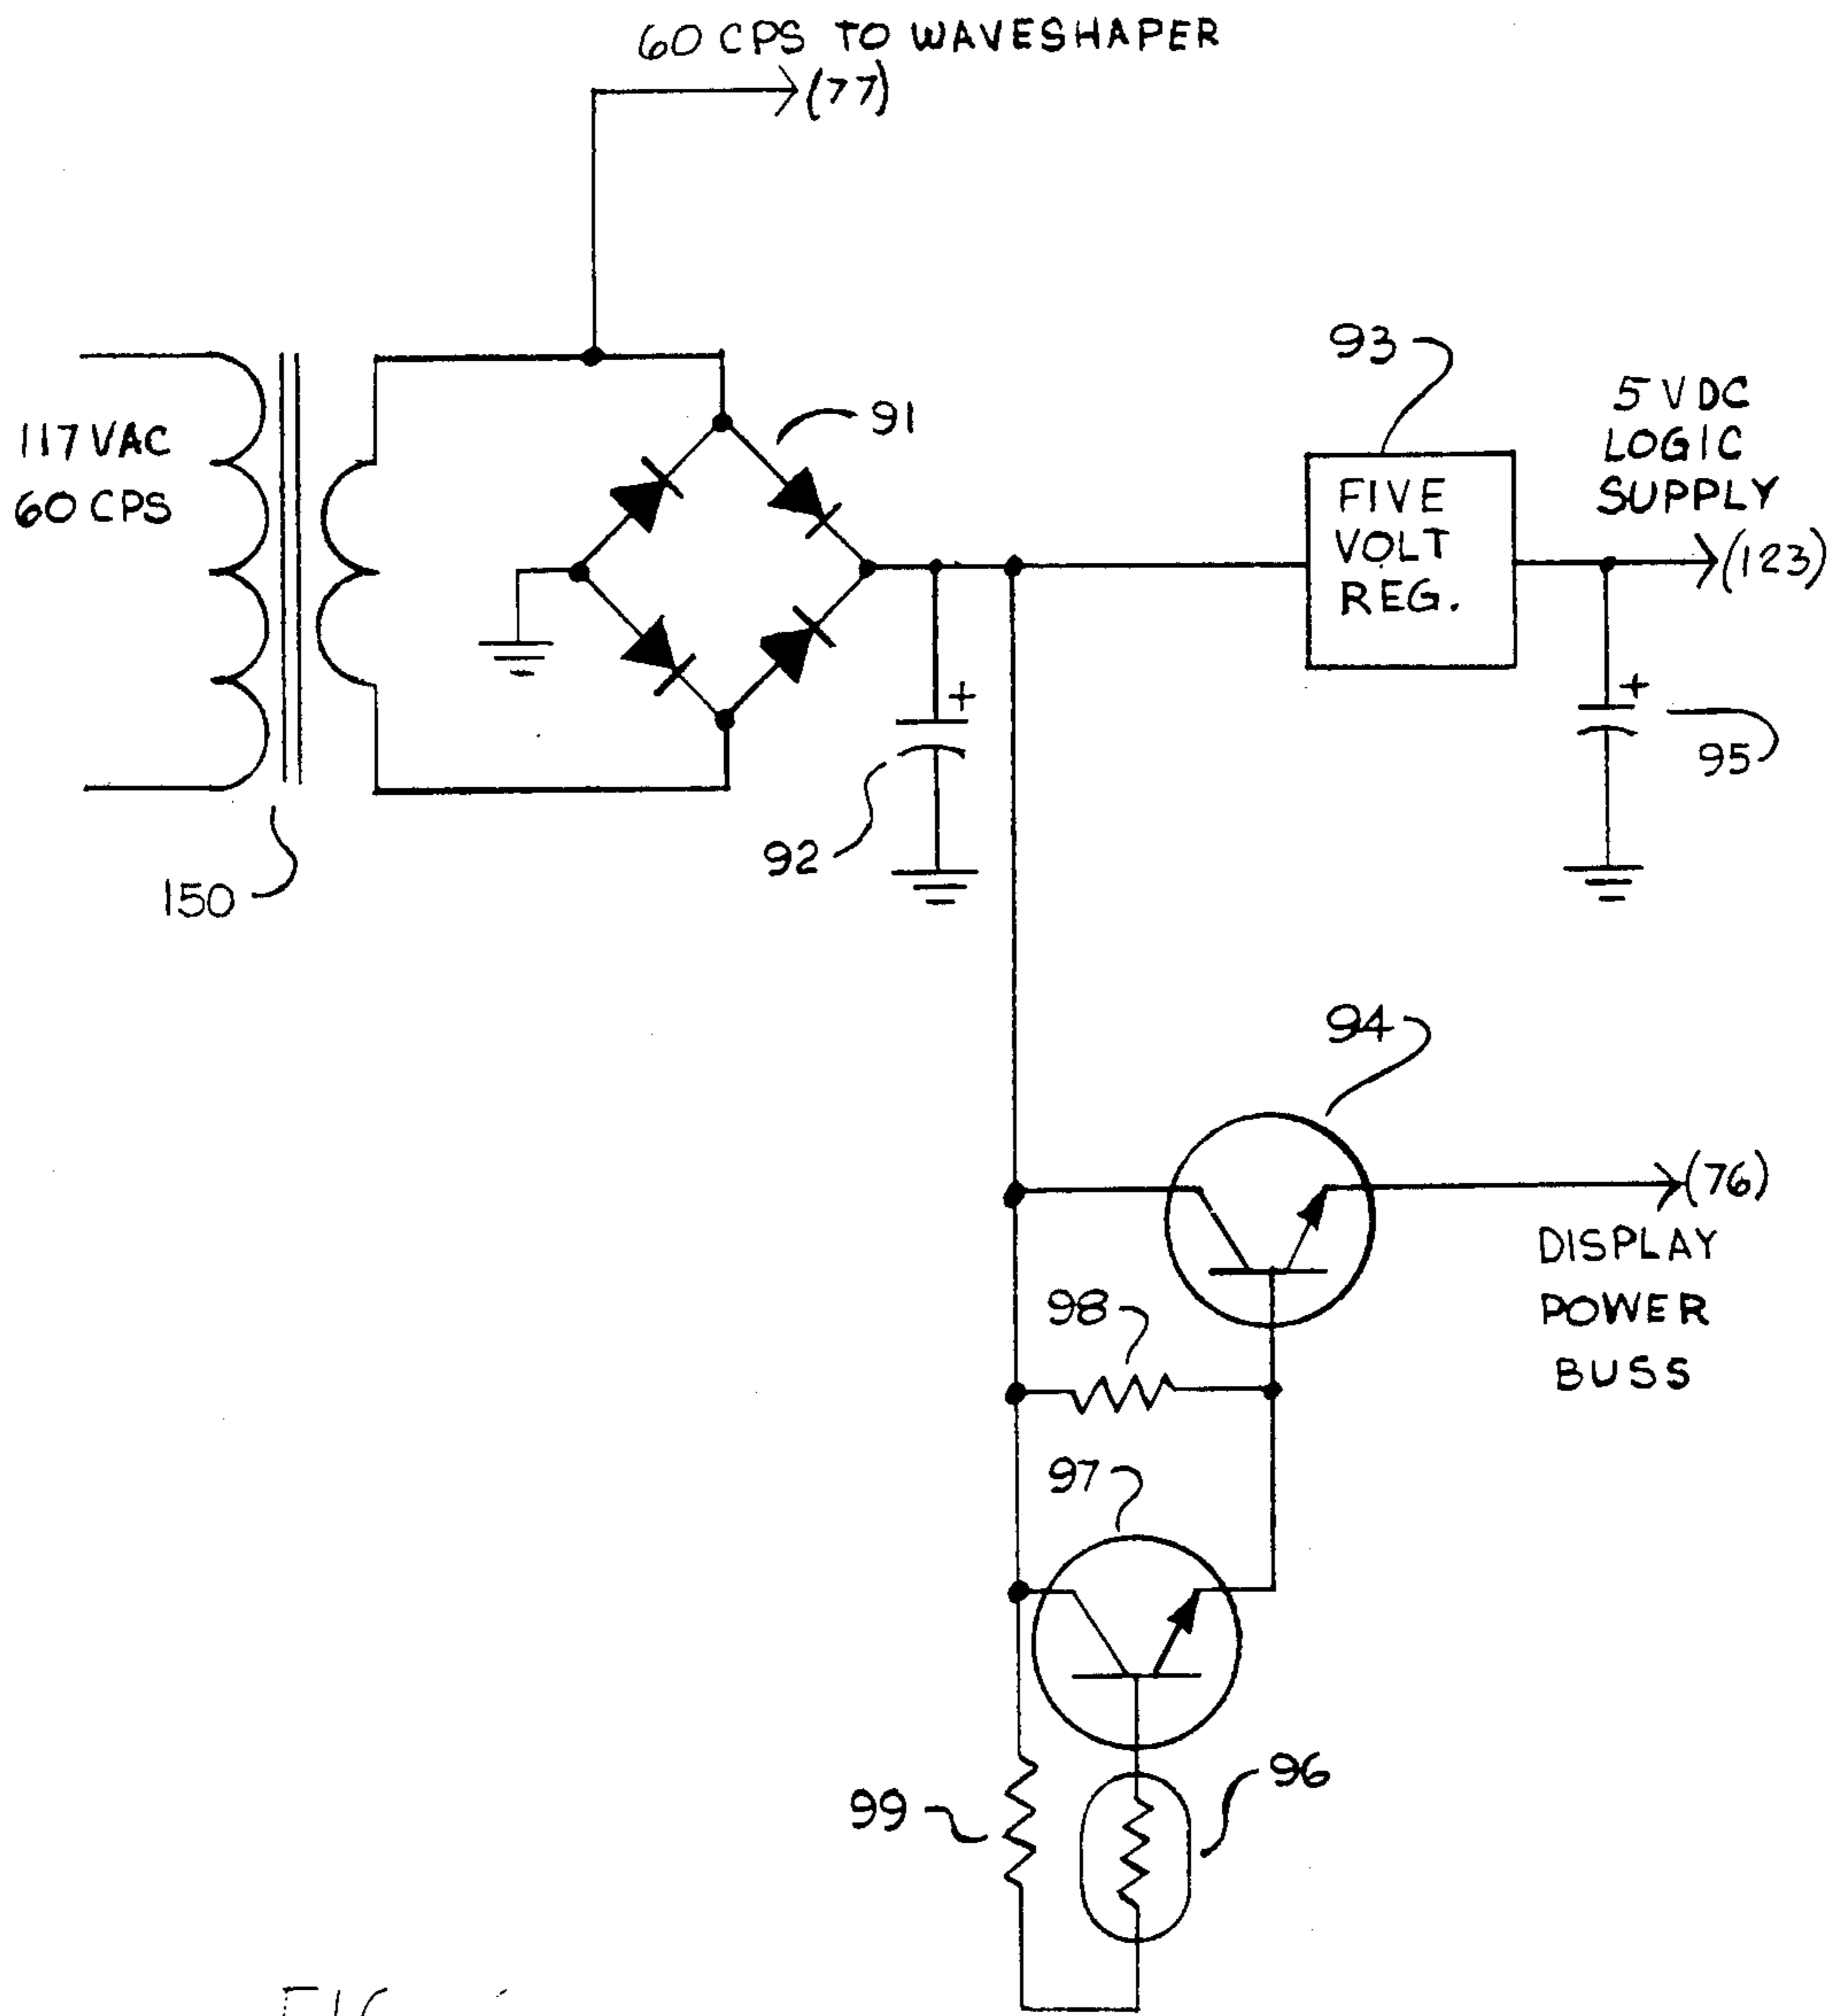 60 CPS TO WAVESHAPER
(77)
93
5 VDC
LOGIC
SUPPLY
(123)
91
117 VAC
60 CPS
FIVE
VOLT
REG.
+
+
95
92
150
94
(76)
DISPLAY
POWER
BUSS
98
97
96
99